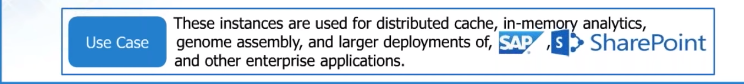 Use Case
These instances are used for distributed cache, in-memory analytics,
genome assembly, and larger deployments of, SAP , S SharePoint
and other enterprise applications.